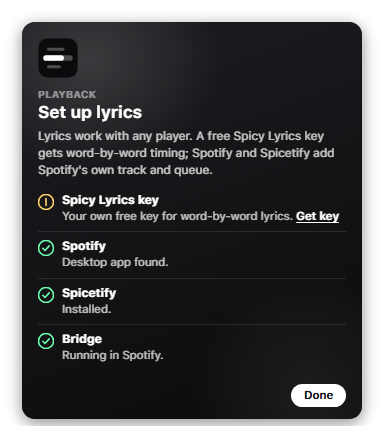 PLAYBACK
Set up lyrics
Lyrics work with any player. A free Spicy Lyrics key
gets word-by-word timing; Spotify and Spicetify add
Spotify's own track and queue.
Spicy Lyrics key
Your own free key for word-by-word lyrics. Get key
Spotify
Desktop app found.
Spicetify
Installed.
Bridge
Running in Spotify.
Done